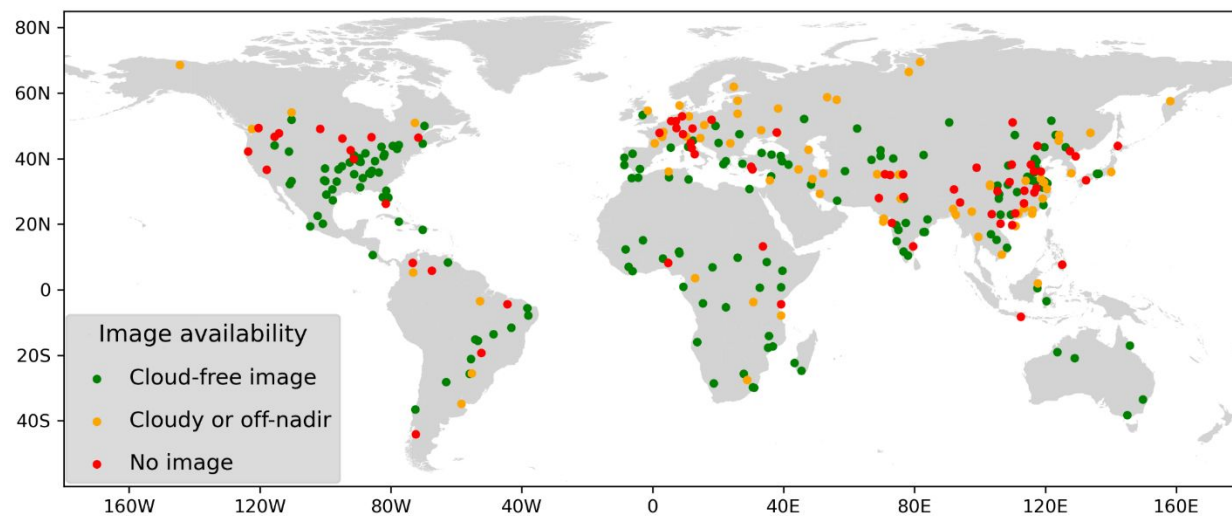 80N
60N
40N
20N
0
20S
40S
Image availability
Cloud-free image
Cloudy or off-nadir
No image
160W 120W 80W 40W 0 40E 80E 120E 160E